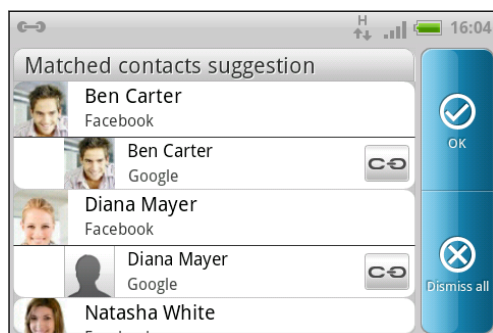 H
16:04
Matched contacts suggestion
Ben Carter
Facebook
Ben Carter
Google
Diana Mayer
Facebook
Diana Mayer
Google
Natasha White
OK
Dismiss all